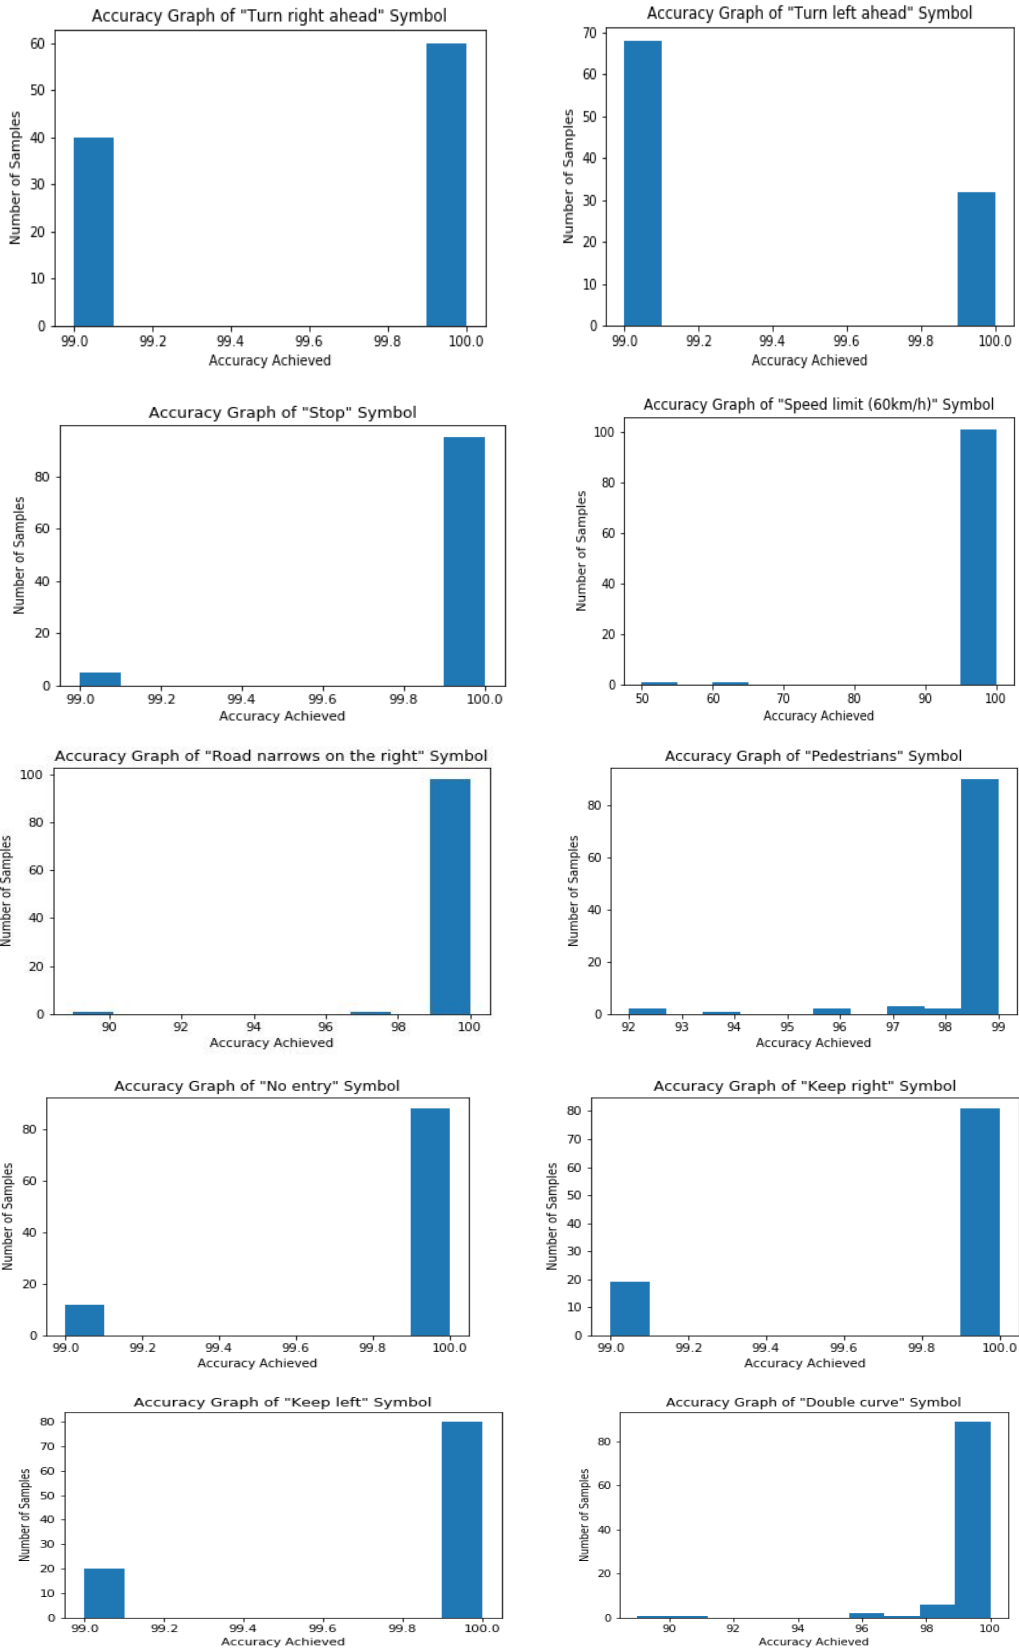 Accuracy Graph of "Turn right ahead" Symbol
Number of Samples
60
50
40
30
20
10
0
99.0 99.2 99.4 99.6 99.8 100.0
Accuracy Achieved
Accuracy Graph of "Turn left ahead" Symbol
Number of Samples
70
60
50
40
30
20
10
0
99.0 99.2 99.4 99.6 99.8 100.0
Accuracy Achieved
Accuracy Graph of "Stop" Symbol
Number of Samples
80
60
40
20
0
99.0 99.2 99.4 99.6 99.8 100.0
Accuracy Achieved
Accuracy Graph of "Speed limit (60km/h)" Symbol
Number of Samples
100
80
60
40
20
0
50 60 70 80 90 100
Accuracy Achieved
Accuracy Graph of "Road narrows on the right" Symbol
Number of Samples
100
80
60
40
20
0
90 92 94 96 98 100
Accuracy Achieved
Accuracy Graph of "Pedestrians" Symbol
Number of Samples
80
60
40
20
0
92 93 94 95 96 97 98 99
Accuracy Achieved
Accuracy Graph of "No entry" Symbol
Number of Samples
80
60
40
20
0
99.0 99.2 99.4 99.6 99.8 100.0
Accuracy Achieved
Accuracy Graph of "Keep right" Symbol
Number of Samples
80
70
60
50
40
30
20
10
0
99.0 99.2 99.4 99.6 99.8 100.0
Accuracy Achieved
Accuracy Graph of "Keep left" Symbol
Number of Samples
80
70
60
50
40
30
20
10
0
99.0 99.2 99.4 99.6 99.8 100.0
Accuracy Achieved
Accuracy Graph of "Double curve" Symbol
Number of Samples
80
60
40
20
0
90 92 94 96 98 100
Accuracy Achieved